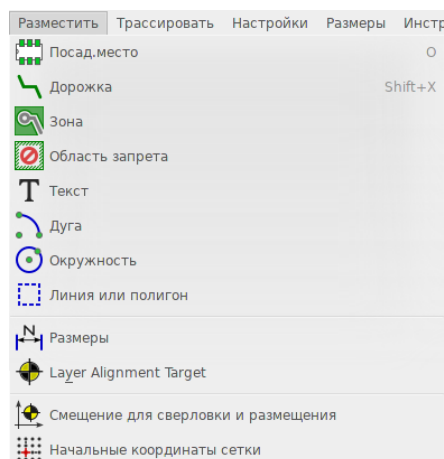 Разместить Трассировать Настройки Размеры Инстр
Посад.место O
Дорожка Shift+X
Зона
Область запрета
Текст
Дуга
Окружность
Линия или полигон
Размеры
Layer Alignment Target
Смещение для сверловки и размещения
Начальные координаты сетки